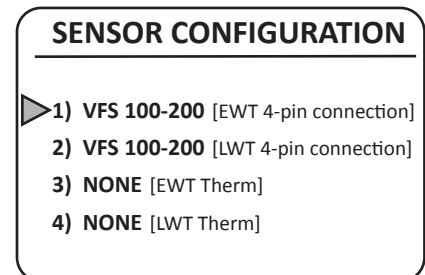 SENSOR CONFIGURATION
1) VFS 100-200 [EWT 4-pin connection]
2) VFS 100-200 [LWT 4-pin connection]
3) NONE [EWT Therm]
4) NONE [LWT Therm]